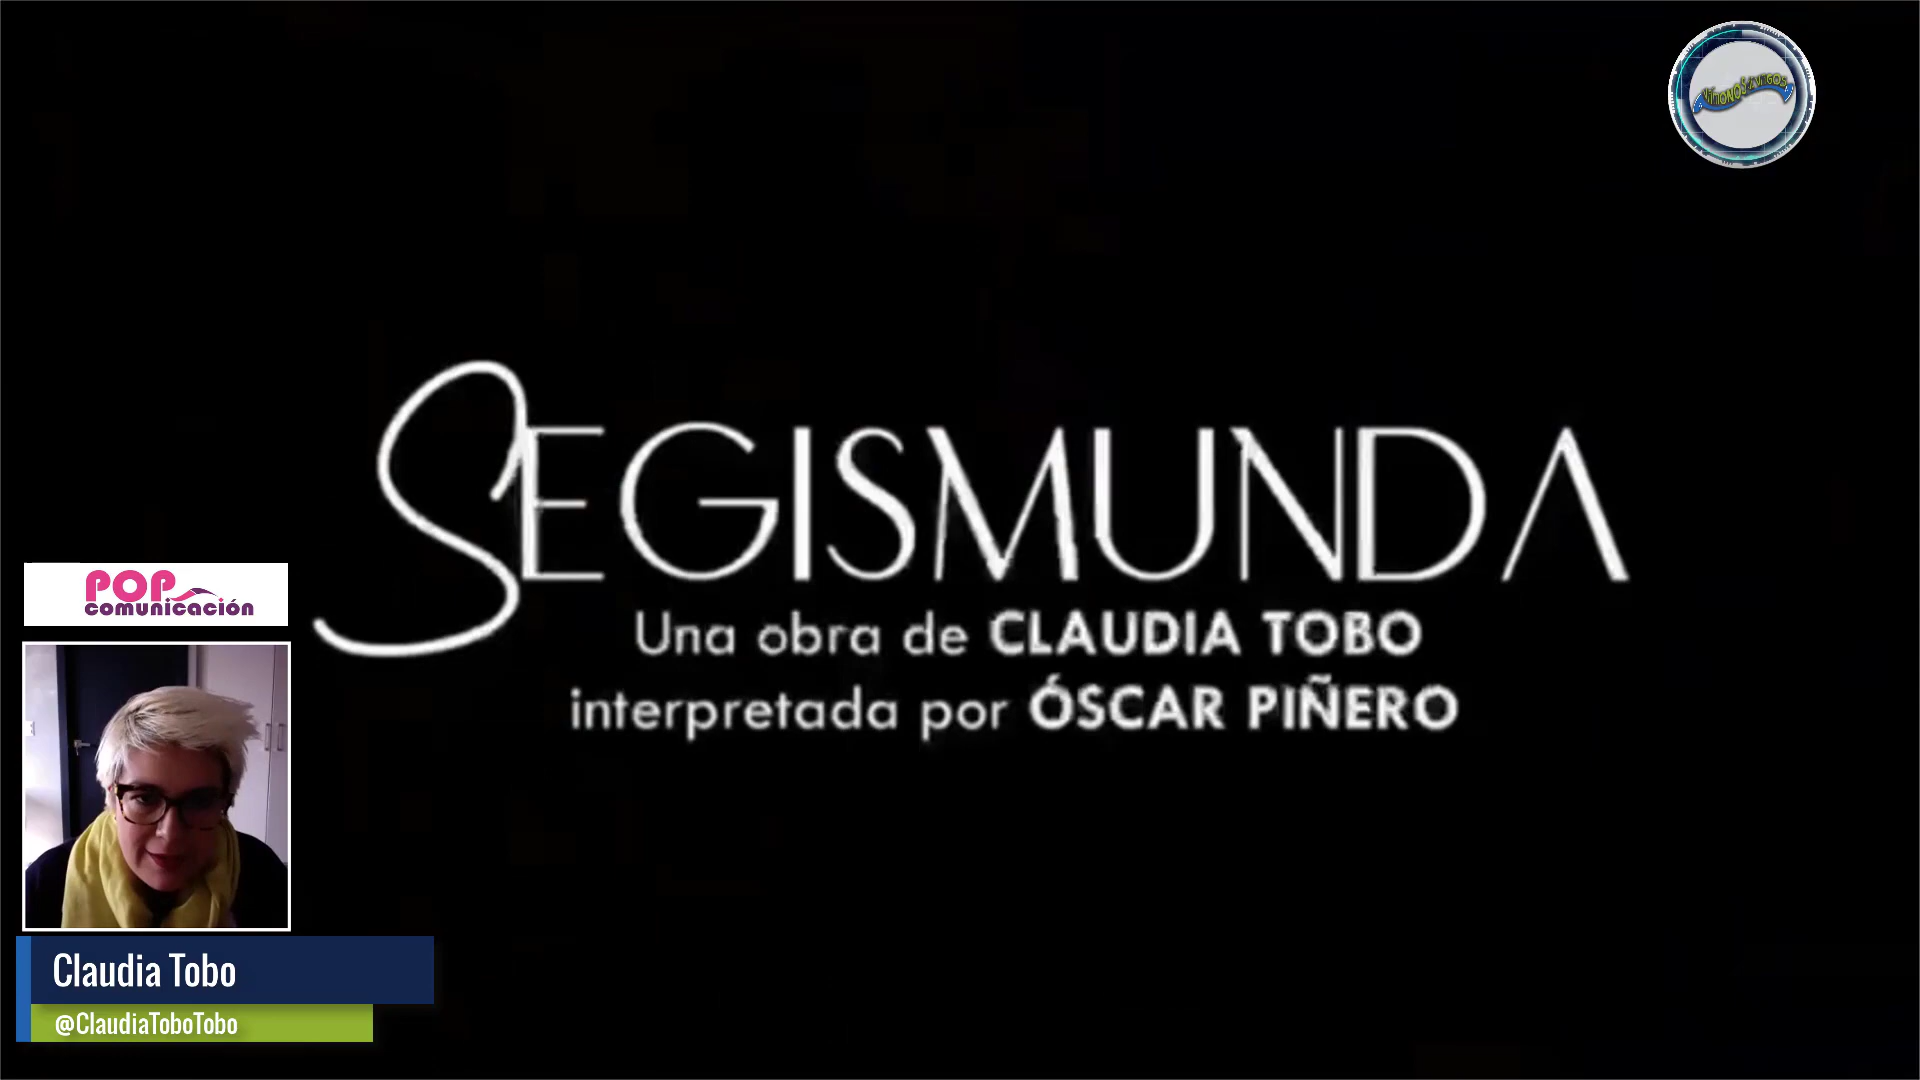 SEGISMUNDA
Una obra de CLAUDIA TOBO
interpretada por ÓSCAR PIÑERO
POP
comunicación
Claudia Tobo
@ClaudiaToboTobo